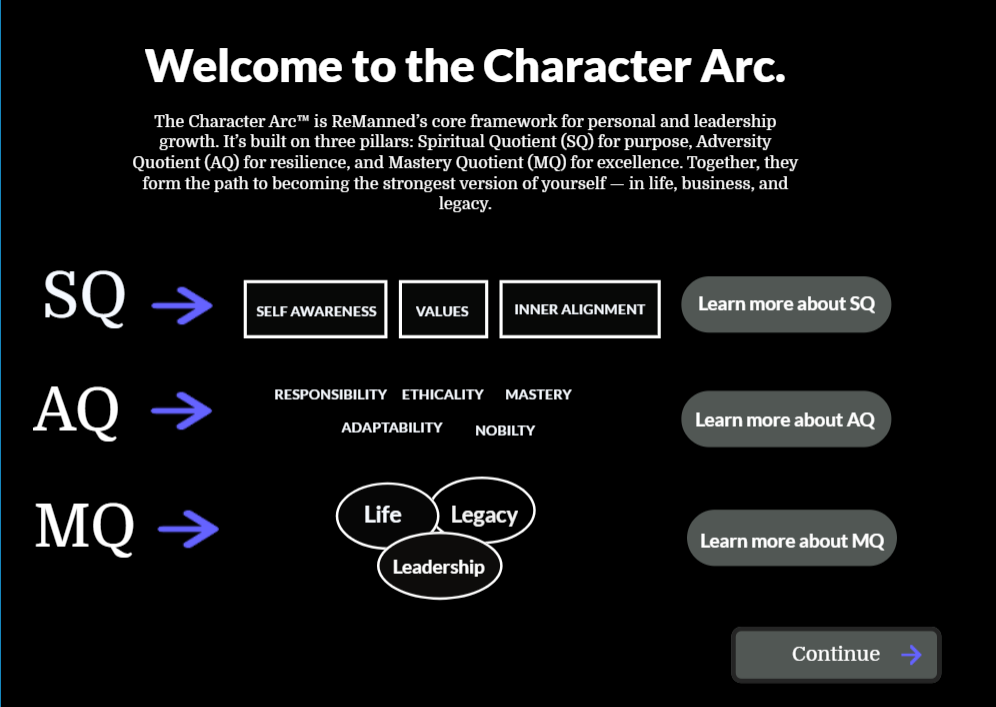 Welcome to the Character Arc.
The Character Arc™ is ReManned’s core framework for personal and leadership
growth. It’s built on three pillars: Spiritual Quotient (SQ) for purpose, Adversity
Quotient (AQ) for resilience, and Mastery Quotient (MQ) for excellence. Together, they
form the path to becoming the strongest version of yourself — in life, business, and
legacy.
SQ
SELF AWARENESS
VALUES
INNER ALIGNMENT
Learn more about SQ
AQ
RESPONSIBILITY ETHICALITY MASTERY
ADAPTABILITY NOBILTY
Learn more about AQ
MQ
Life
Legacy
Leadership
Learn more about MQ
Continue